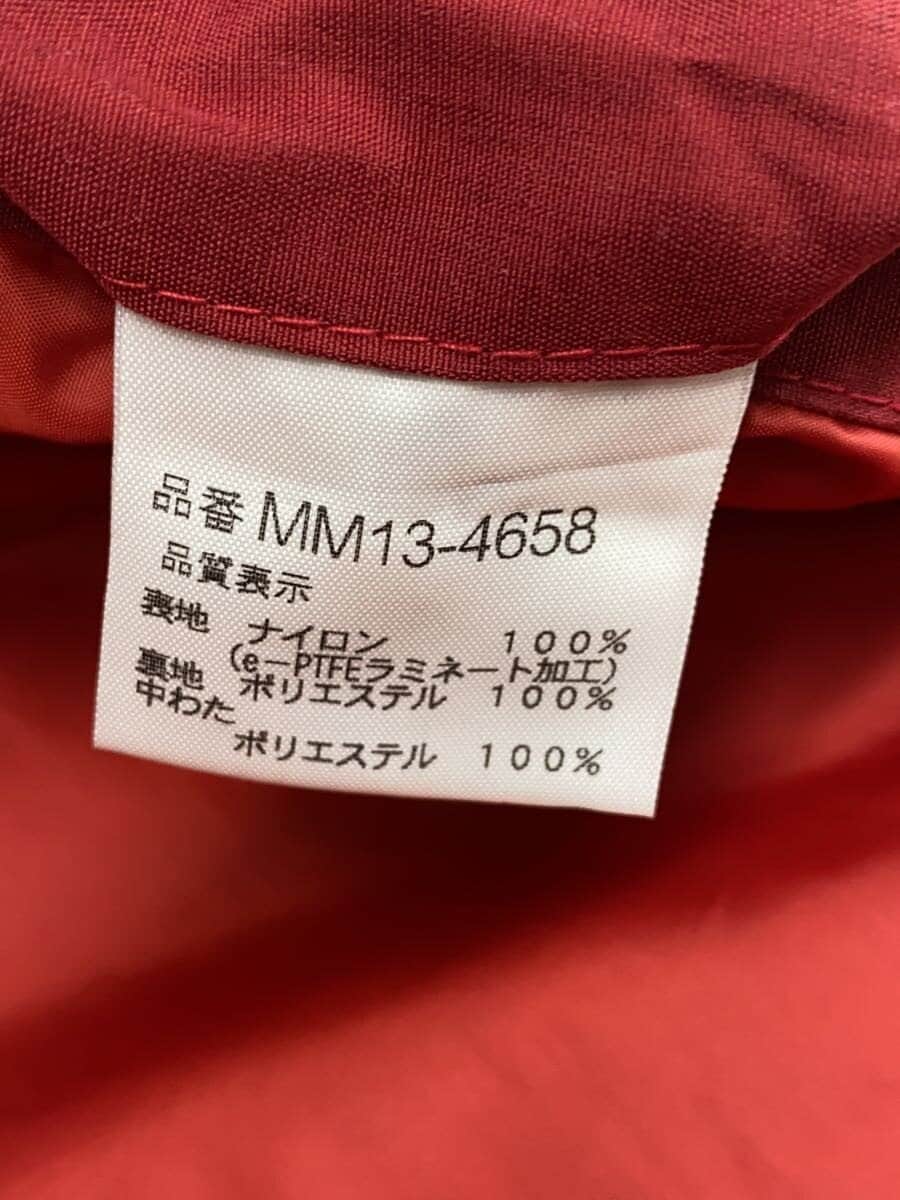 品番 MM13-4658
品質表示
表地 ナイロン 100%
(e－PTFEラミネート加工)
裏地 ポリエステル 100%
中わた
ポリエステル 100%